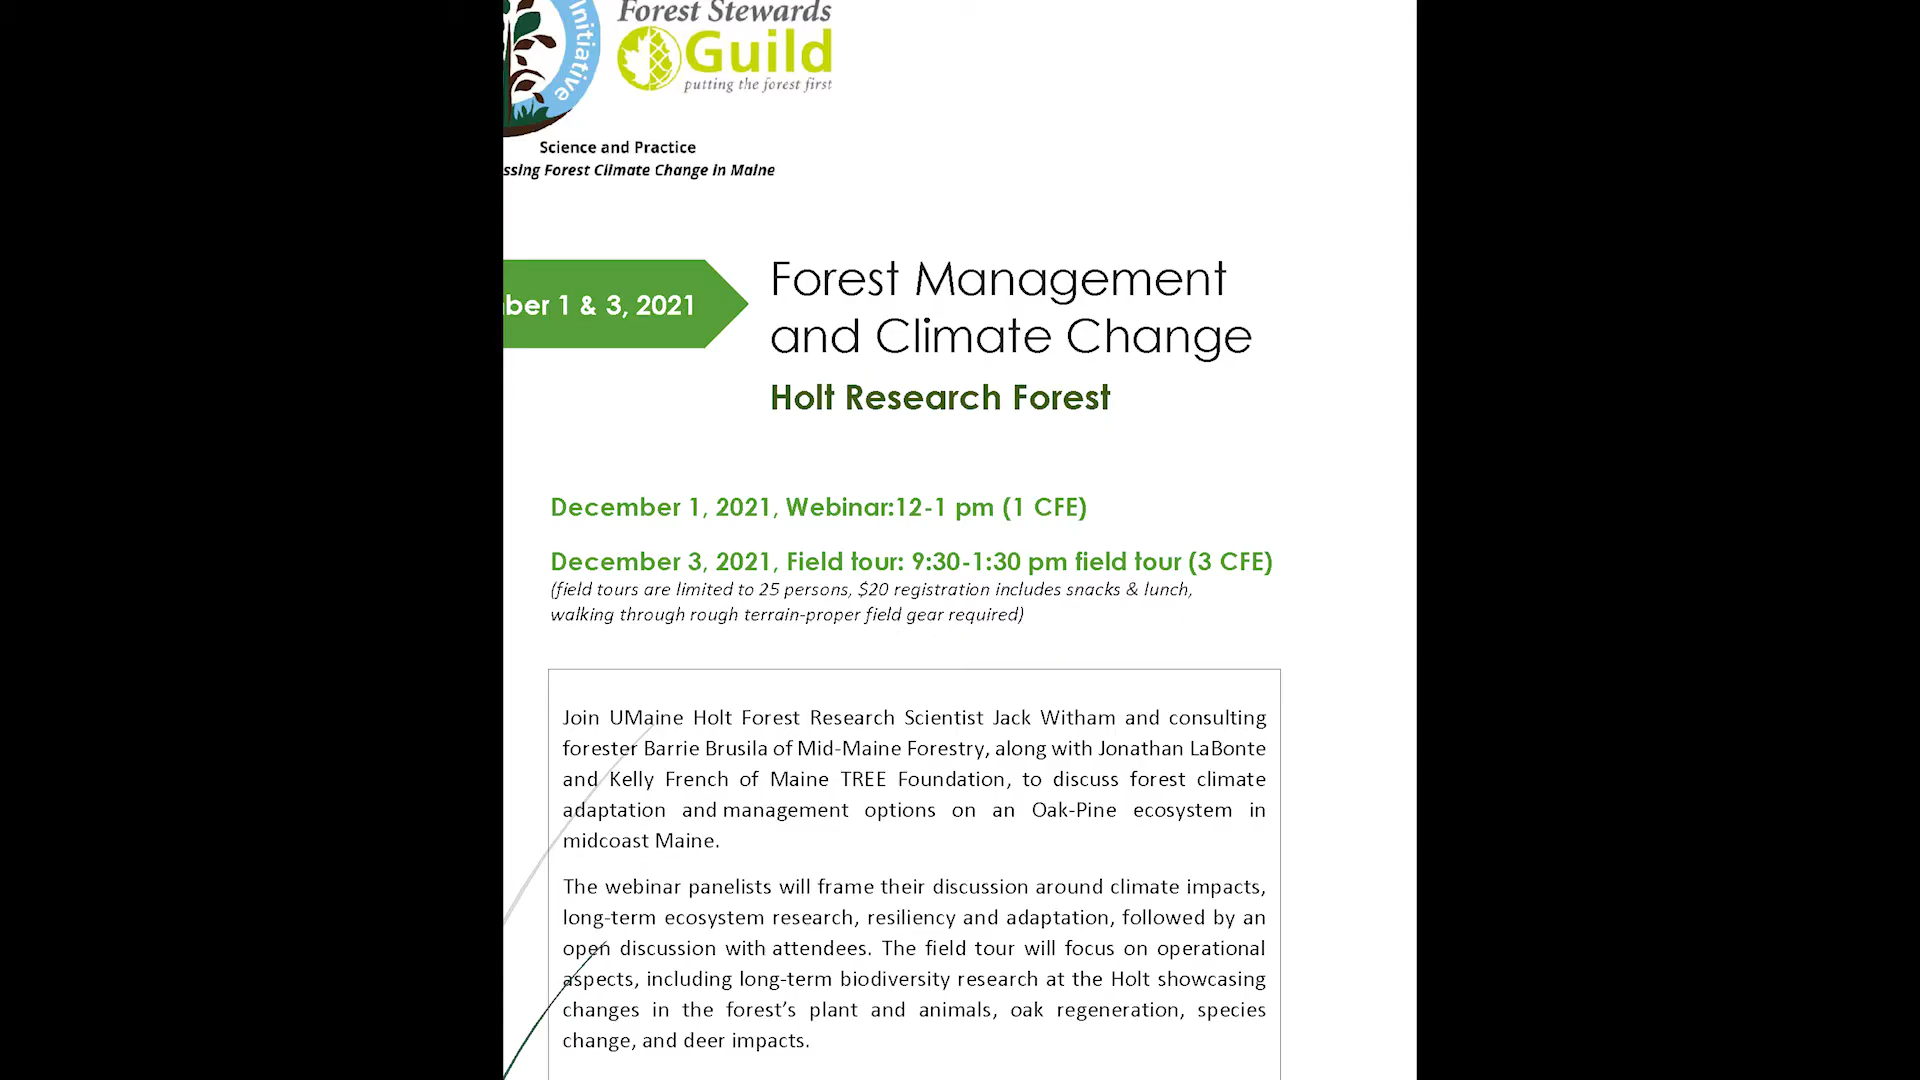 Initiative
Forest Stewards
Guild
putting the forest first
Science and Practice
ssing Forest Climate Change in Maine
ber 1 & 3, 2021
Forest Management
and Climate Change
Holt Research Forest
December 1, 2021, Webinar:12-1 pm (1 CFE)
December 3, 2021, Field tour: 9:30-1:30 pm field tour (3 CFE)
(field tours are limited to 25 persons, $20 registration includes snacks & lunch,
walking through rough terrain-proper field gear required)
Join UMaine Holt Forest Research Scientist Jack Witham and consulting
forester Barrie Brusila of Mid-Maine Forestry, along with Jonathan LaBonte
and Kelly French of Maine TREE Foundation, to discuss forest climate
adaptation and management options on an Oak-Pine ecosystem in
midcoast Maine.
The webinar panelists will frame their discussion around climate impacts,
long-term ecosystem research, resiliency and adaptation, followed by an
open discussion with attendees. The field tour will focus on operational
aspects, including long-term biodiversity research at the Holt showcasing
changes in the forest’s plant and animals, oak regeneration, species
change, and deer impacts.